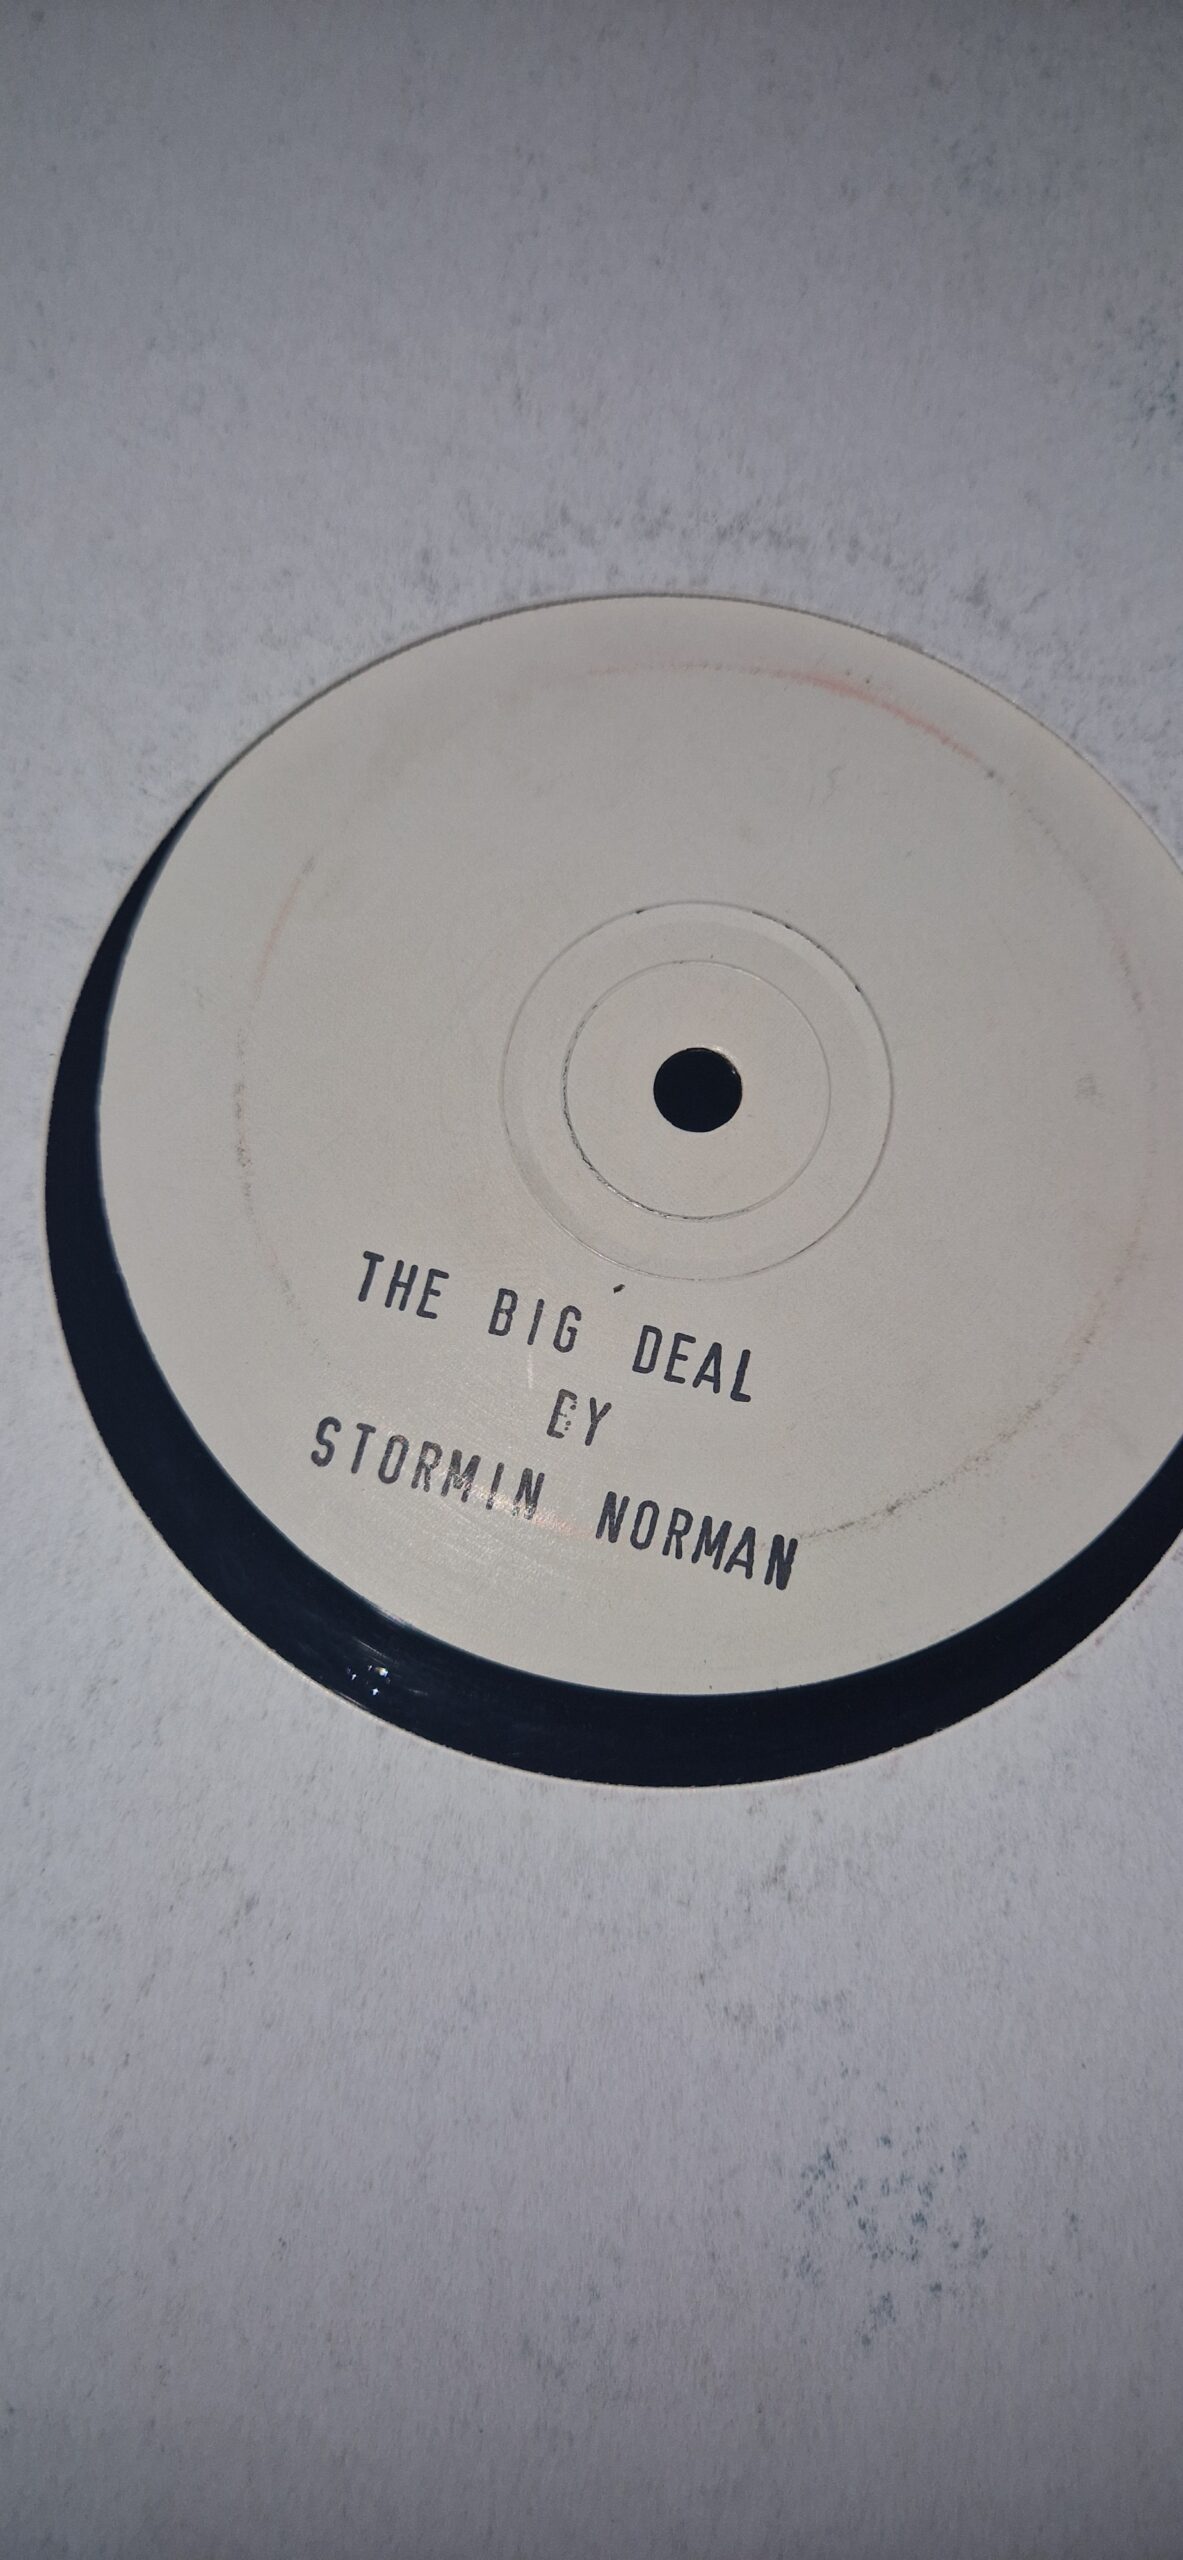 THE BIG DEAL
BY
STORMIN NORMAN